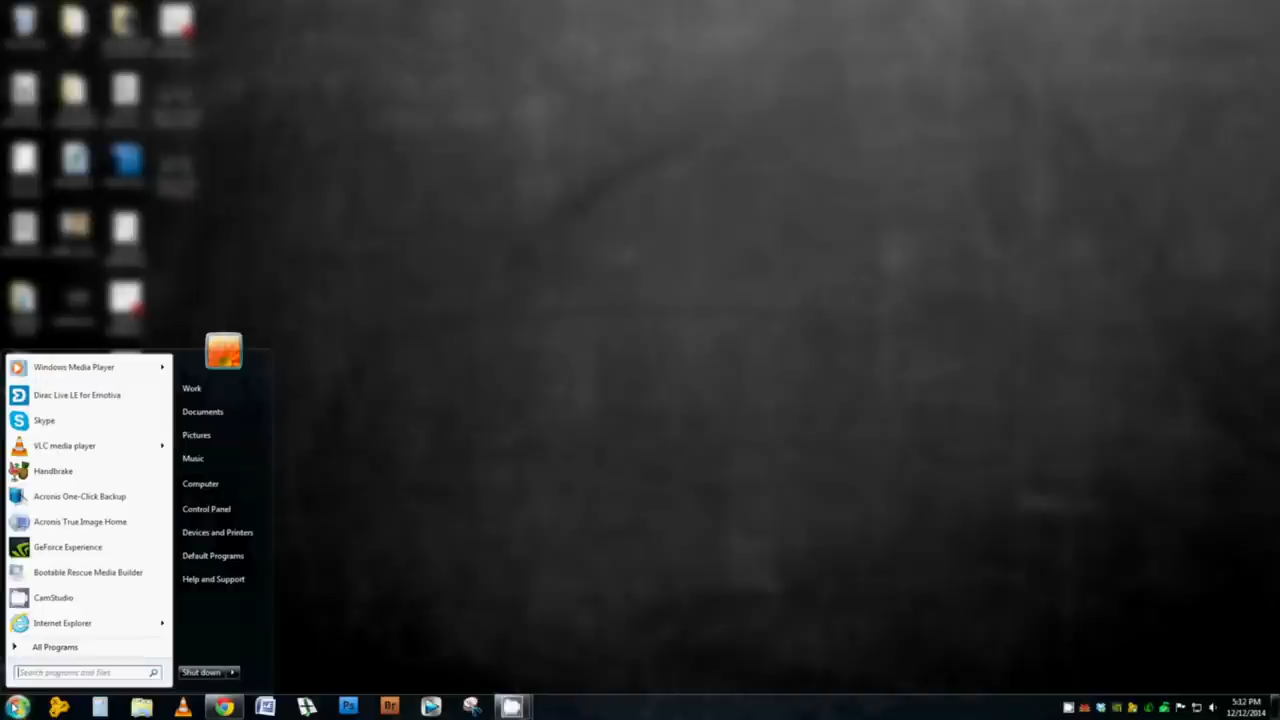 Windows Media Player
Dirac Live LE for Emotiva
Skype
VLC media player
Handbrake
Acronis One-Click Backup
Acronis True Image Home
GeForce Experience
Bootable Rescue Media Builder
CamStudio
Internet Explorer
All Programs
Search programs and files
Work
Documents
Pictures
Music
Computer
Control Panel
Devices and Printers
Default Programs
Help and Support
Shut down
Ps
Br
5:12 PM
12/12/2014